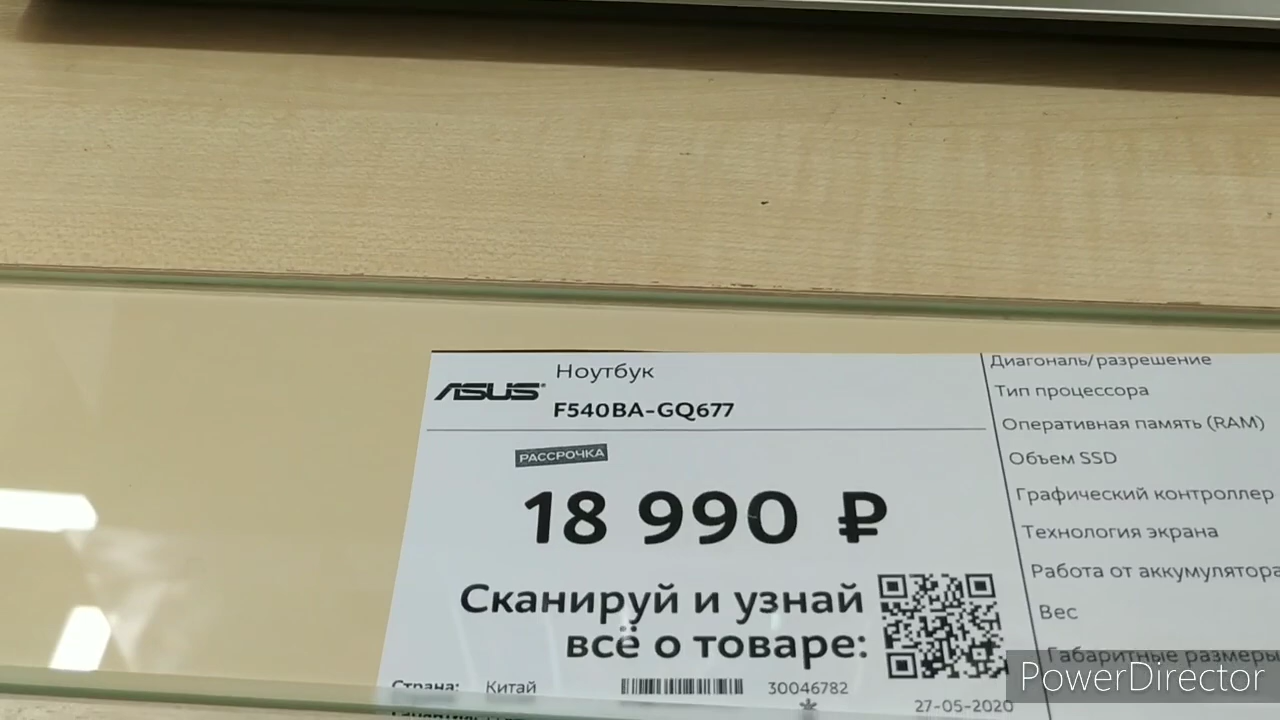 ASUS
Ноутбук
F540BA-GQ677
РАССРОЧКА
18 990 ₽
Сканируй и узнай
всё о товаре:
Страна: Китай
30046782
27-05-2020
Диагональ/разрешение
Тип процессора
Оперативная память (RAM)
Объем SSD
Графический контроллер
Технология экрана
Работа от аккумулятора
Вес
Габаритные размеры
PowerDirector